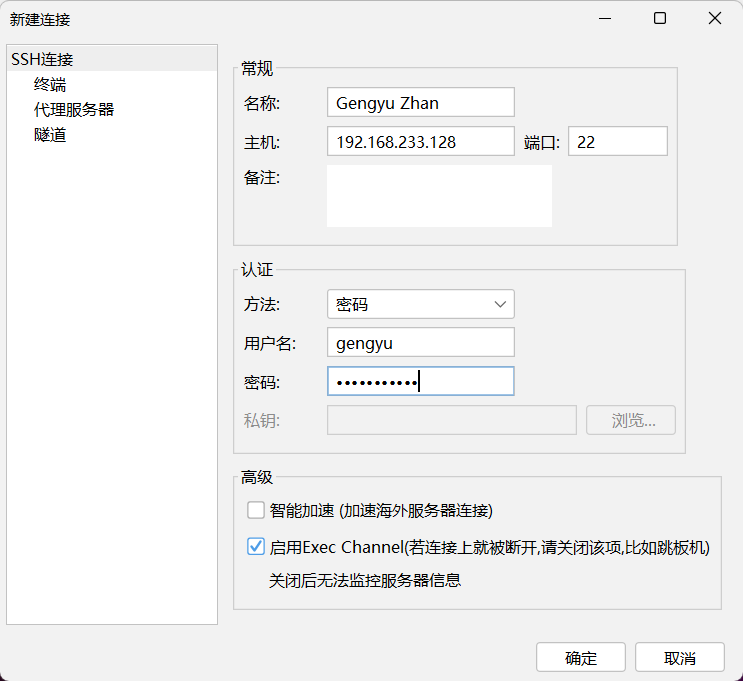 新建连接
SSH连接
终端
代理服务器
隧道
常规
名称: Gengyu Zhan
主机: 192.168.233.128 端口: 22
备注:
认证
方法: 密码
用户名: gengyu
密码: •••••••••••
私钥: 浏览...
高级
智能加速 (加速海外服务器连接)
启用Exec Channel(若连接上就被断开,请关闭该项,比如跳板机)
关闭后无法监控服务器信息
确定 取消